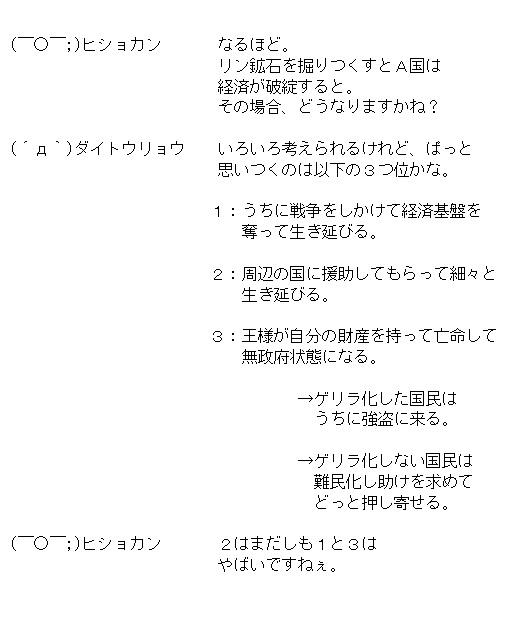 (￣○￣;)ヒショカン　なるほど。
リン鉱石を掘りつくすとＡ国は
経済が破綻すると。
その場合、どうなりますかね？
(´д｀)ダイトウリョウ　いろいろ考えられるけれど、ぱっと
思いつくのは以下の３つ位かな。
１：うちに戦争をしかけて経済基盤を
奪って生き延びる。
２：周辺の国に援助してもらって細々と
生き延びる。
３：王様が自分の財産を持って亡命して
無政府状態になる。
→ゲリラ化した国民は
うちに強盗に来る。
→ゲリラ化しない国民は
難民化し助けを求めて
どっと押し寄せる。
(￣○￣;)ヒショカン　２はまだしも１と３は
やばいですねぇ。